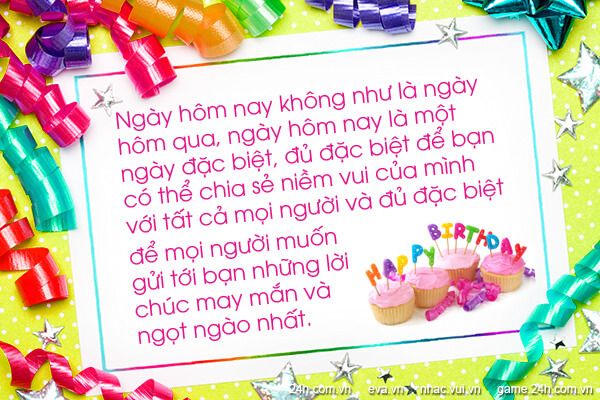 Ngày hôm nay không như là ngày
hôm qua, ngày hôm nay là một
ngày đặc biệt, đủ đặc biệt để bạn
có thể chia sẻ niềm vui của mình
với tất cả mọi người và đủ đặc biệt
để mọi người muốn
gửi tới bạn những lời
chúc may mắn và
ngọt ngào nhất.
HAPPY BIRTHDAY
24h.com.vn eva.vn nhac.vui.vn game.24h.com.vn